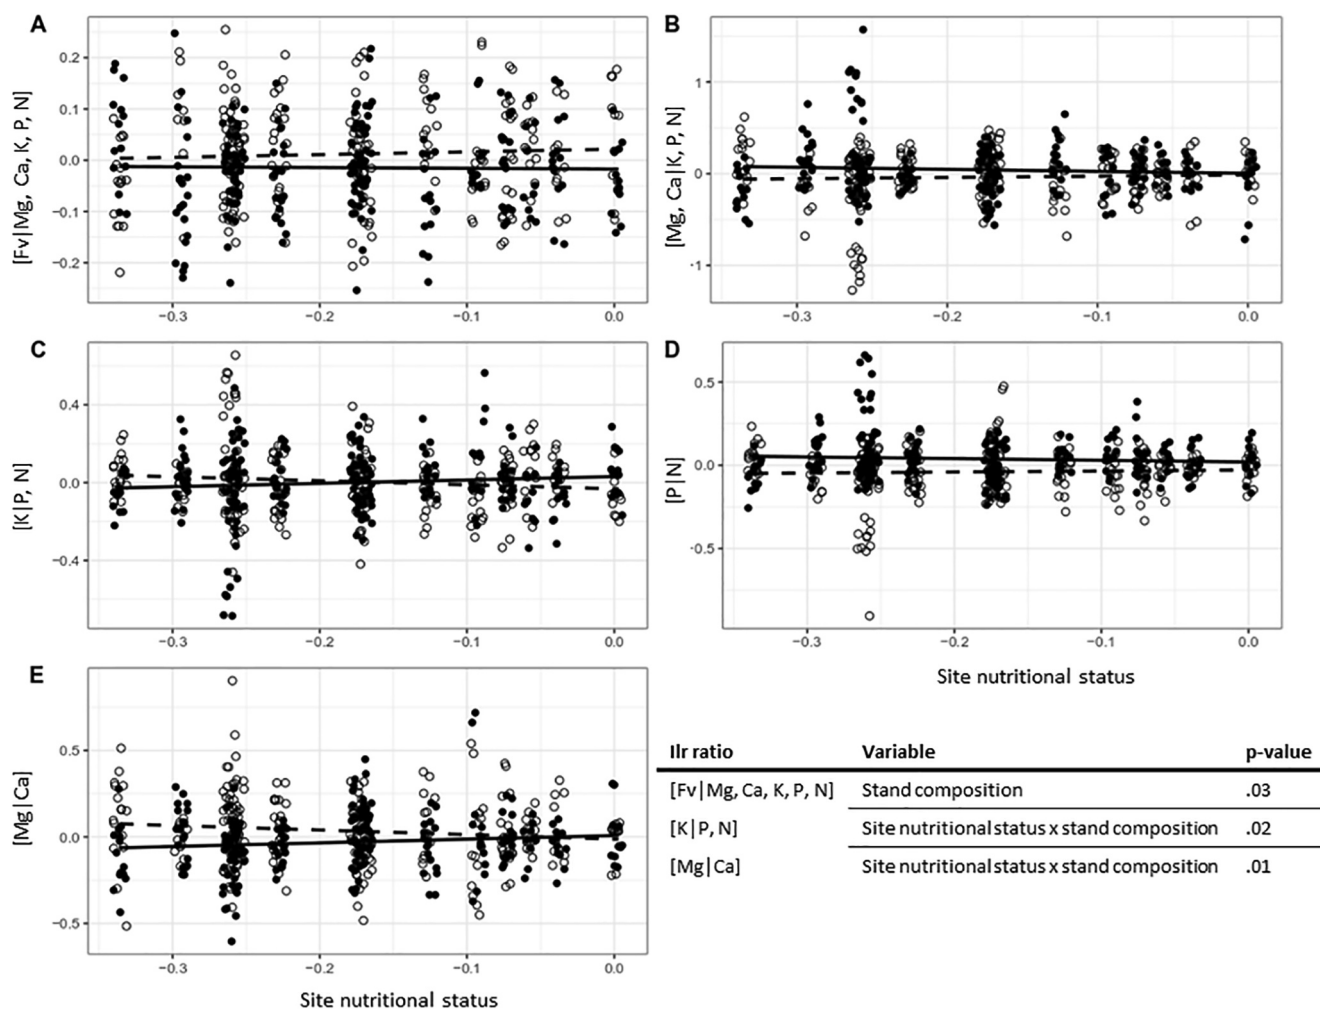 A
[Fv|Mg, Ca, K, P, N]
0.2
0.1
0.0
−0.1
−0.2
−0.3 −0.2 −0.1 0.0
B
[Mg, Ca|K, P, N]
1
0
-1
−0.3 −0.2 −0.1 0.0
C
[K|P, N]
0.4
0.0
−0.4
−0.3 −0.2 −0.1 0.0
D
[P|N]
0.5
0.0
-0.5
−0.3 −0.2 −0.1 0.0
Site nutritional status
E
[Mg|Ca]
0.5
0.0
−0.5
−0.3 −0.2 −0.1 0.0
Site nutritional status
Ilr ratio Variable p-value
[Fv|Mg, Ca, K, P, N] Stand composition .03
[K|P, N] Site nutritional status x stand composition .02
[Mg|Ca] Site nutritional status x stand composition .01